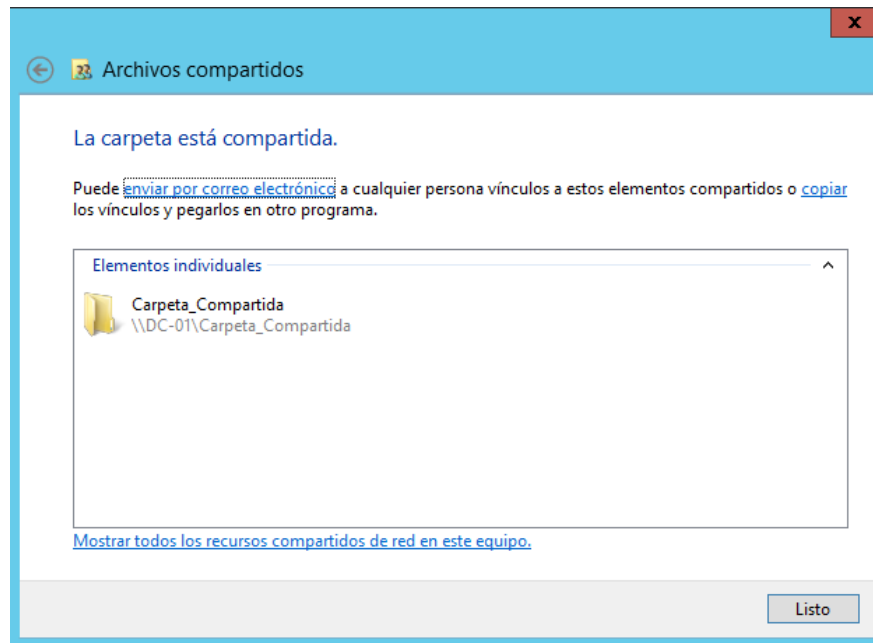 x
Archivos compartidos
La carpeta está compartida.
Puede enviar por correo electrónico a cualquier persona vínculos a estos elementos compartidos o copiar
los vínculos y pegarlos en otro programa.
Elementos individuales
Carpeta_Compartida
\\DC-01\Carpeta_Compartida
Mostrar todos los recursos compartidos de red en este equipo.
Listo